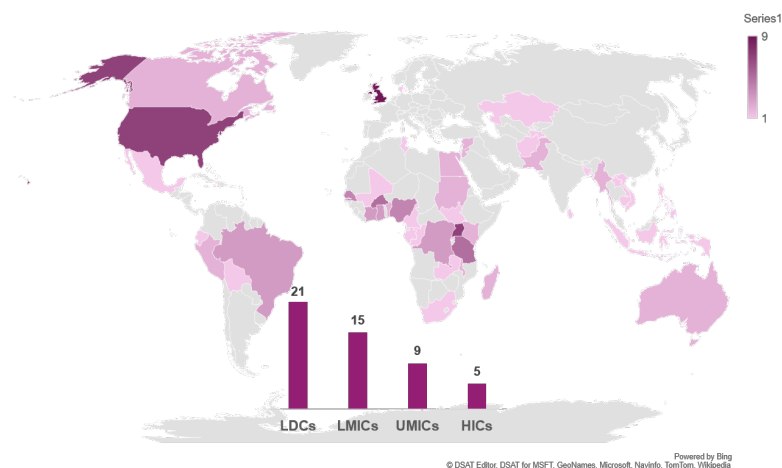 Series1
9
1
21
15
9
5
LDCs LMICs UMICs HICs
Powered by Bing
© DSAT Editor, DSAT for MSFT, GeoNames, Microsoft, Navinfo, TomTom, Wikipedia